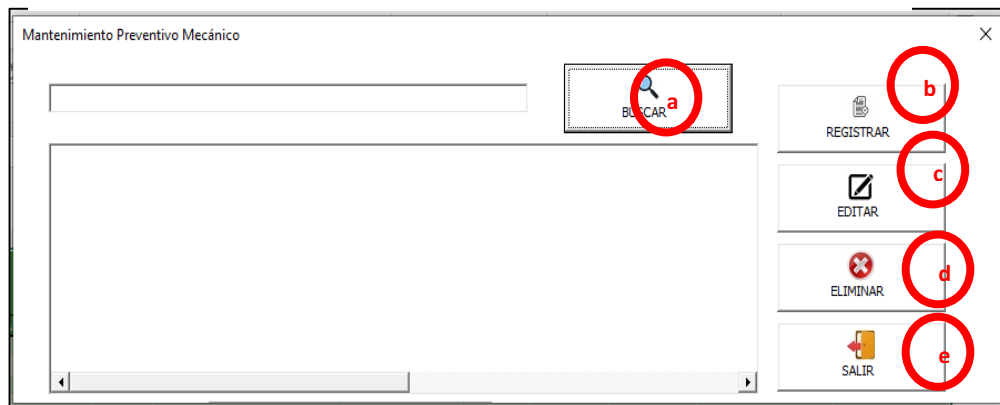 Mantenimiento Preventivo Mecánico
BUSCAR
a
b
REGISTRAR
c
EDITAR
d
ELIMINAR
e
SALIR